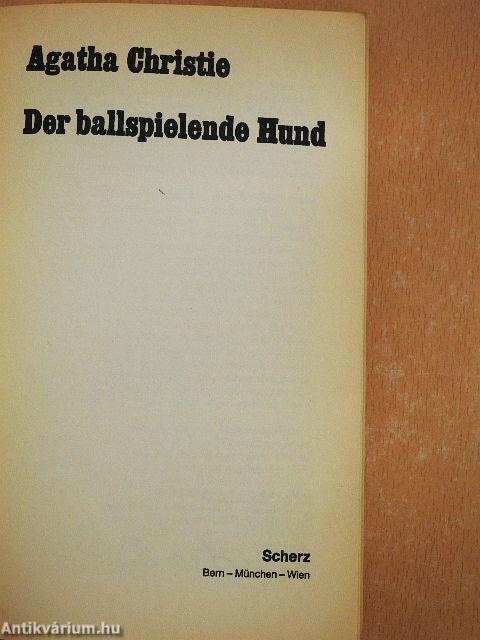 Agatha Christie
Der ballspielende Hund
Scherz
Bern – München – Wien
Antikvárium.hu